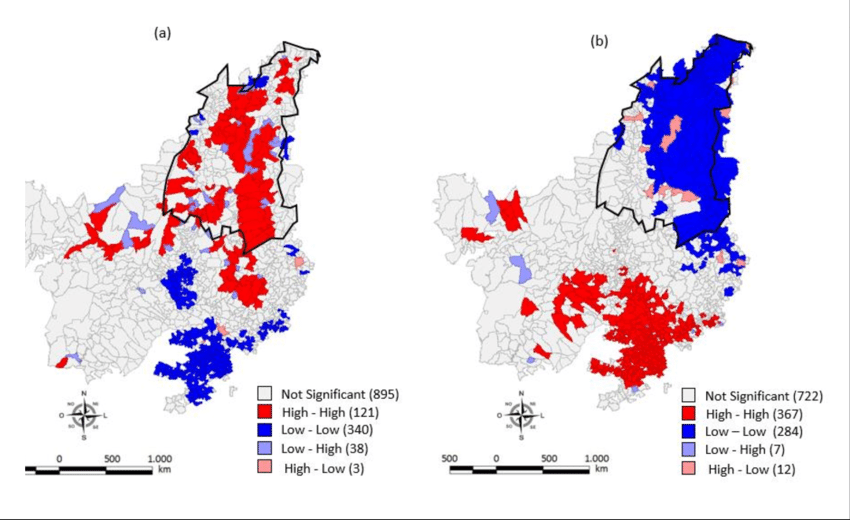 (a)
(b)
N
O
L
S
Not Significant (895)
High - High (121)
Low - Low (340)
Low - High (38)
High - Low (3)
0 500 1.000
km
N
O
L
S
Not Significant (722)
High - High (367)
Low – Low (284)
Low - High (7)
High - Low (12)
500 0 500 1.000
km